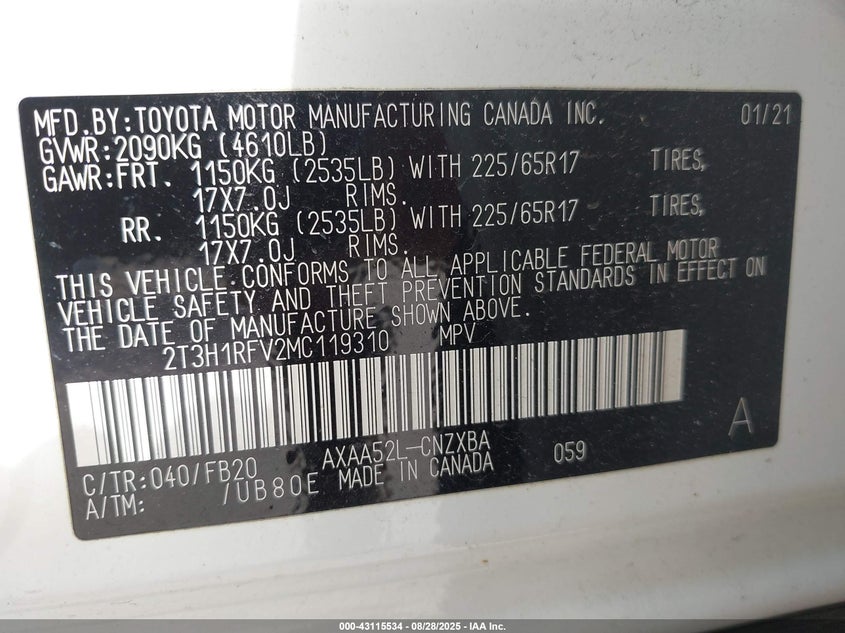 MFD.BY:TOYOTA MOTOR MANUFACTURING CANADA INC. 01/21
GVWR:2090KG (4610LB)
GAWR:FRT. 1150KG (2535LB) WITH 225/65R17 TIRES,
17X7.0J RIMS.
RR. 1150KG (2535LB) WITH 225/65R17 TIRES,
17X7.0J RIMS.
THIS VEHICLE CONFORMS TO ALL APPLICABLE FEDERAL MOTOR
VEHICLE SAFETY AND THEFT PREVENTION STANDARDS IN EFFECT ON
THE DATE OF MANUFACTURE SHOWN ABOVE.
2T3H1RFV2MC119310 MPV
A
AXAA52L-CNZXBA 059
C/TR:040/FB20 MADE IN CANADA
A/TM: /UB80E
000-43115534 | 08/28/2025 - IAA Inc.